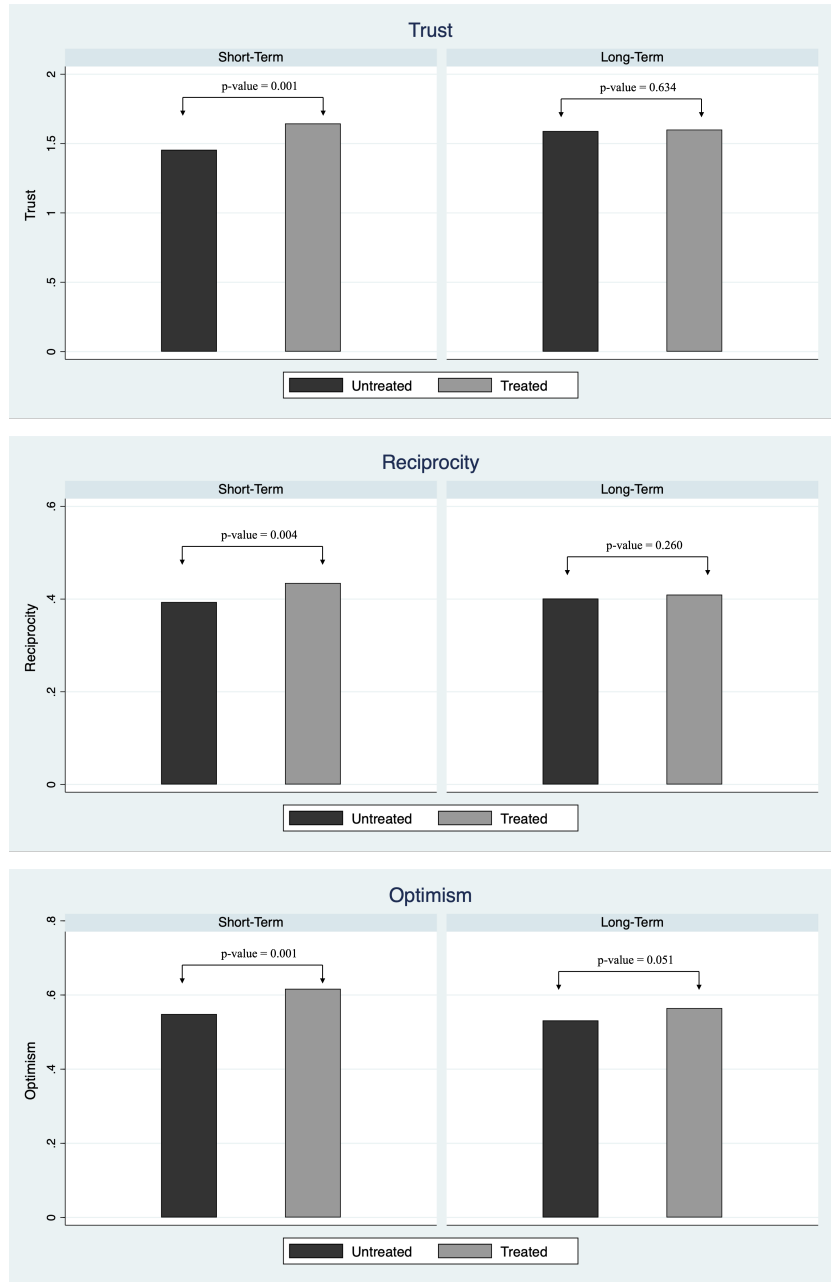 Trust
Short-Term
Long-Term
p-value = 0.001
p-value = 0.634
Trust
2
1.5
1
.5
0
Untreated
Treated
Reciprocity
Short-Term
Long-Term
p-value = 0.004
p-value = 0.260
Reciprocity
.6
.4
.2
0
Untreated
Treated
Optimism
Short-Term
Long-Term
p-value = 0.001
p-value = 0.051
Optimism
.8
.6
.4
.2
0
Untreated
Treated